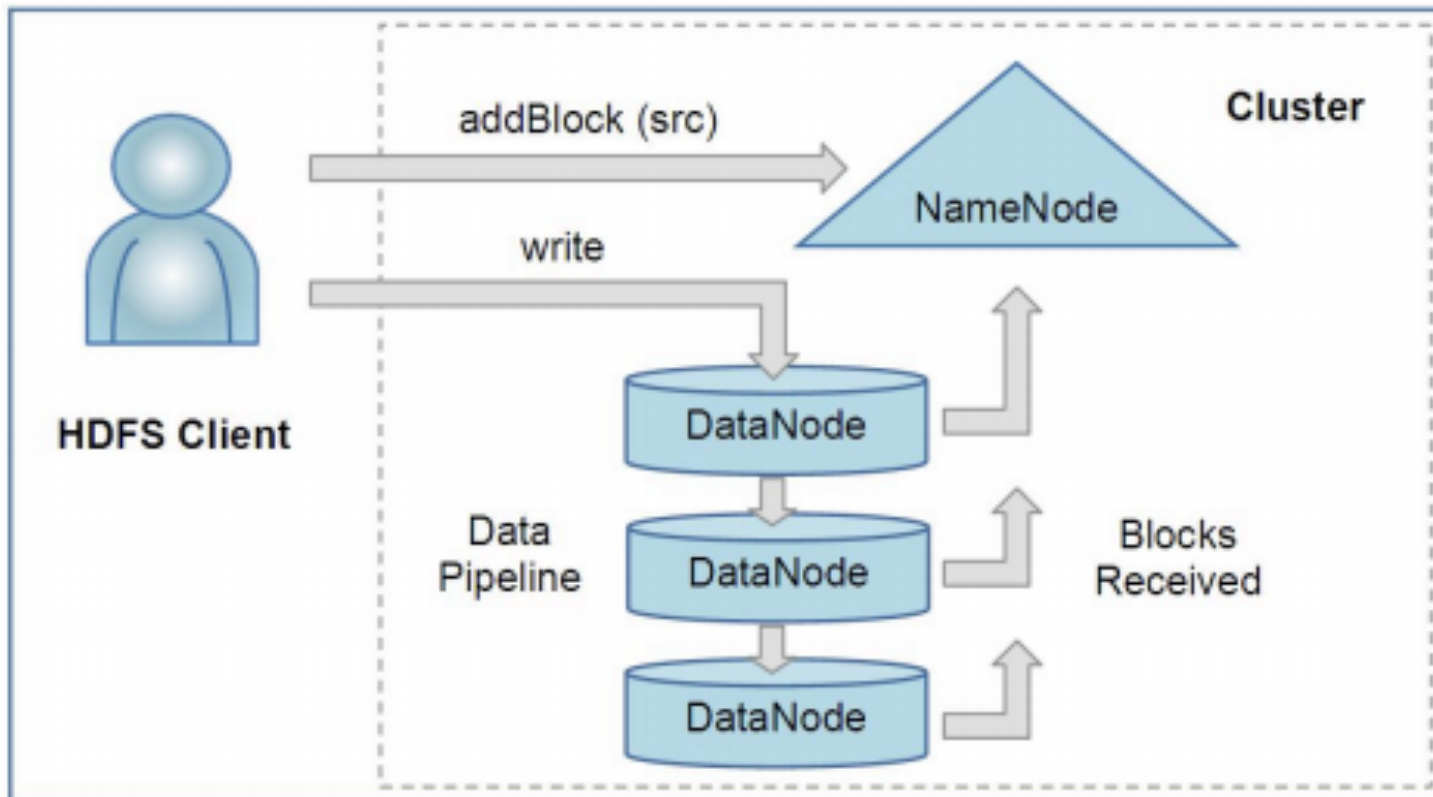 addBlock (src)
Cluster
NameNode
write
HDFS Client
DataNode
Data
Pipeline
DataNode
Blocks
Received
DataNode